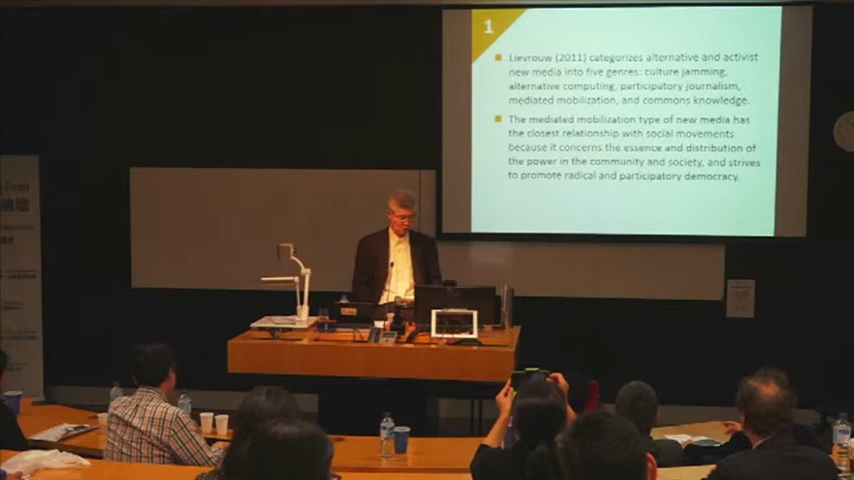 1
Lievrouw (2011) categorizes alternative and activist
new media into five genres: culture jamming,
alternative computing, participatory journalism,
mediated mobilization, and commons knowledge.
The mediated mobilization type of new media has
the closest relationship with social movements
because it concerns the essence and distribution of
the power in the community and society, and strives
to promote radical and participatory democracy.